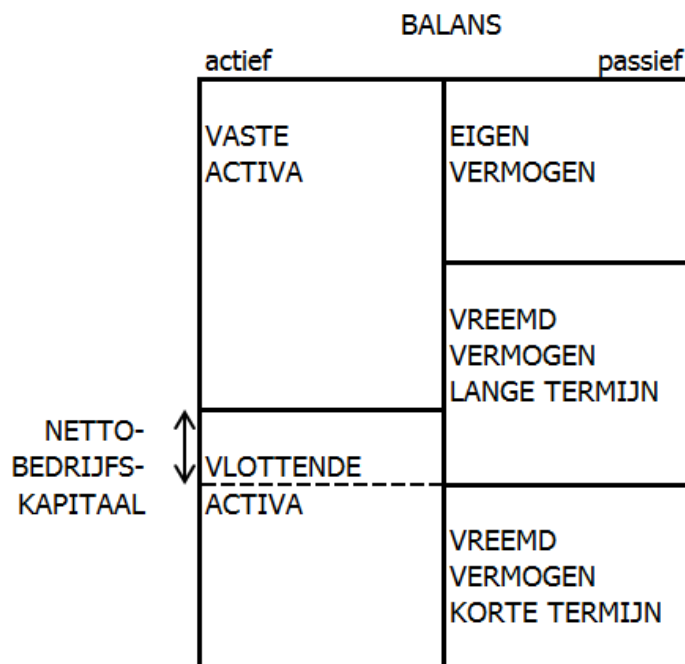 BALANS
actief
passief
VASTE
ACTIVA
EIGEN
VERMOGEN
VREEMD
VERMOGEN
LANGE TERMIJN
NETTO-
BEDRIJFS-
KAPITAAL
VLOTTENDE
ACTIVA
VREEMD
VERMOGEN
KORTE TERMIJN